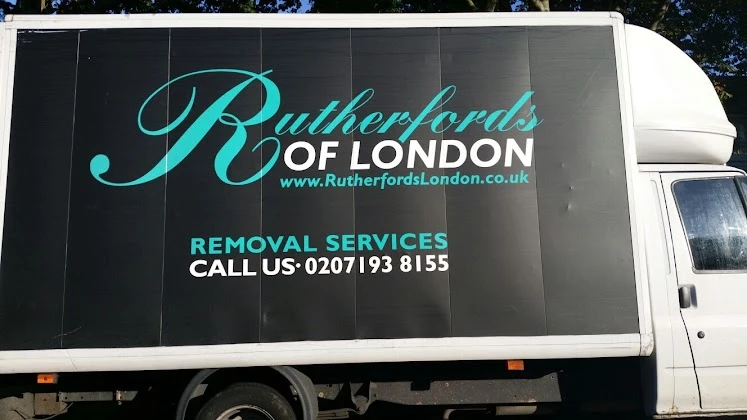 Rutherfords
OF LONDON
www.RutherfordsLondon.co.uk
REMOVAL SERVICES
CALL US· 0207193 8155